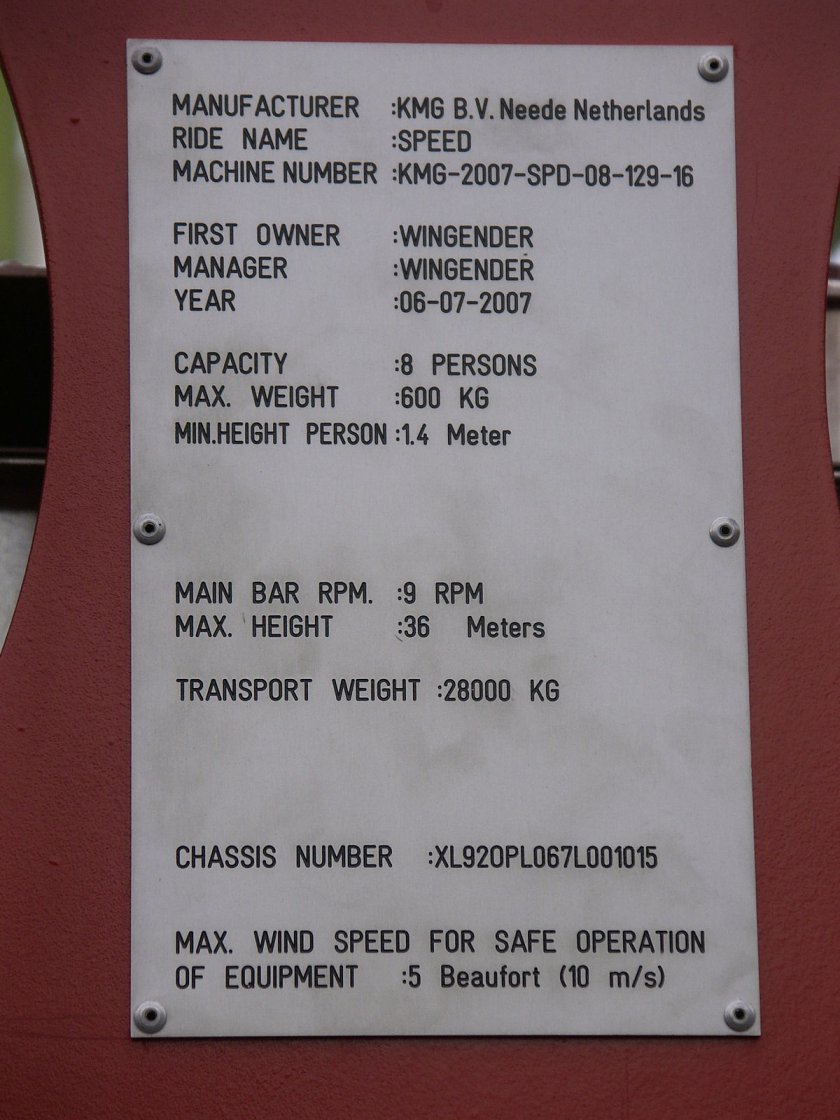 MANUFACTURER :KMG B.V. Neede Netherlands
RIDE NAME :SPEED
MACHINE NUMBER :KMG-2007-SPD-08-129-16
FIRST OWNER :WINGENDER
MANAGER :WINGENDER
YEAR :06-07-2007
CAPACITY :8 PERSONS
MAX. WEIGHT :600 KG
MIN.HEIGHT PERSON :1.4 Meter
MAIN BAR RPM. :9 RPM
MAX. HEIGHT :36 Meters
TRANSPORT WEIGHT :28000 KG
CHASSIS NUMBER :XL92OPL067L001015
MAX. WIND SPEED FOR SAFE OPERATION
OF EQUIPMENT :5 Beaufort (10 m/s)